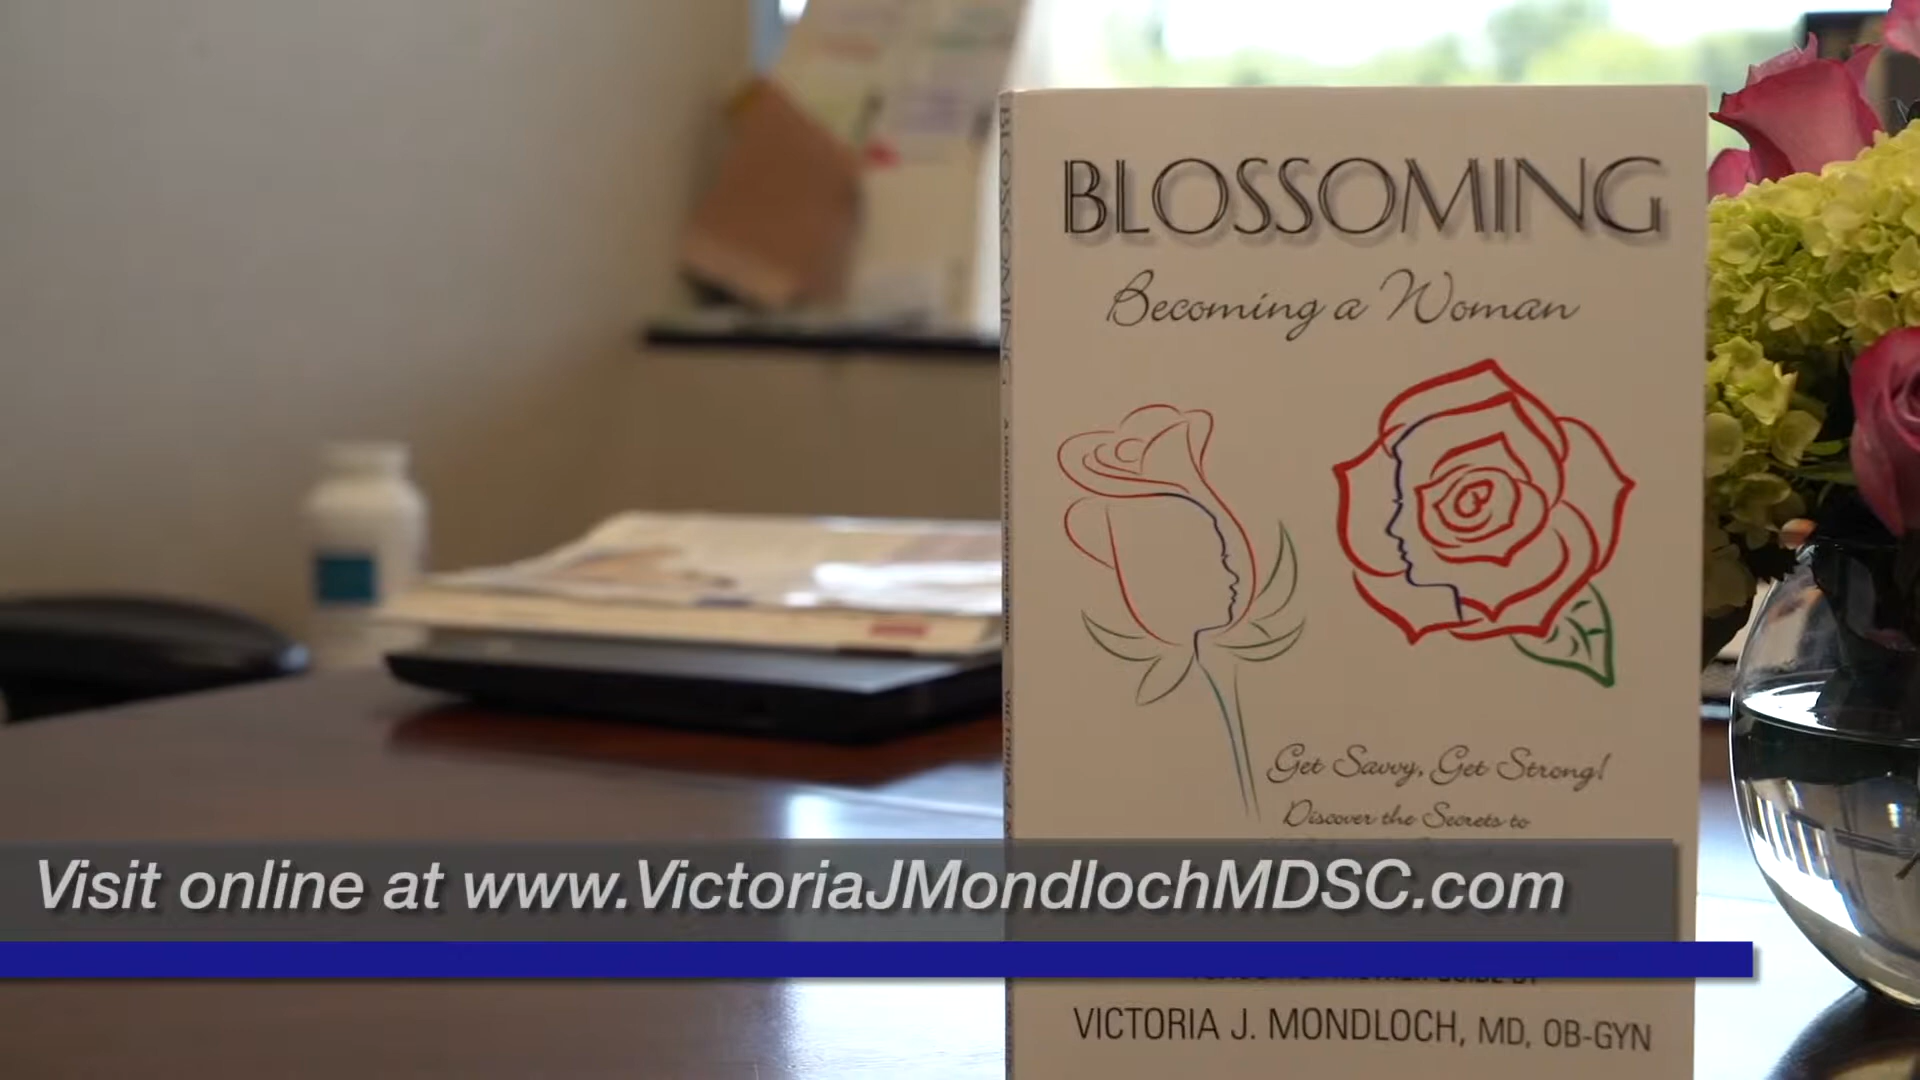 BLOSSOMING
Becoming a Woman
Get Savvy, Get Strong!
Discover the Secrets to
Visit online at www.VictoriaJMondlochMDSC.com
VICTORIA J. MONDLOCH, MD, OB-GYN
BLOSSOMING